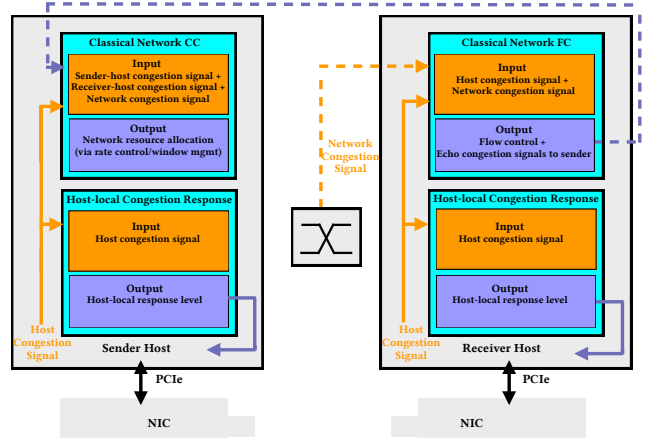 Classical Network CC
Input
Sender-host congestion signal +
Receiver-host congestion signal +
Network congestion signal
Output
Network resource allocation
(via rate control/window mgmt)
Host-local Congestion Response
Input
Host congestion signal
Output
Host-local response level
Host
Congestion
Signal
Sender Host
PCIe
NIC
Network
Congestion
Signal
Classical Network FC
Input
Host congestion signal +
Network congestion signal
Output
Flow control +
Echo congestion signals to sender
Host-local Congestion Response
Input
Host congestion signal
Output
Host-local response level
Host
Congestion
Signal
Receiver Host
PCIe
NIC